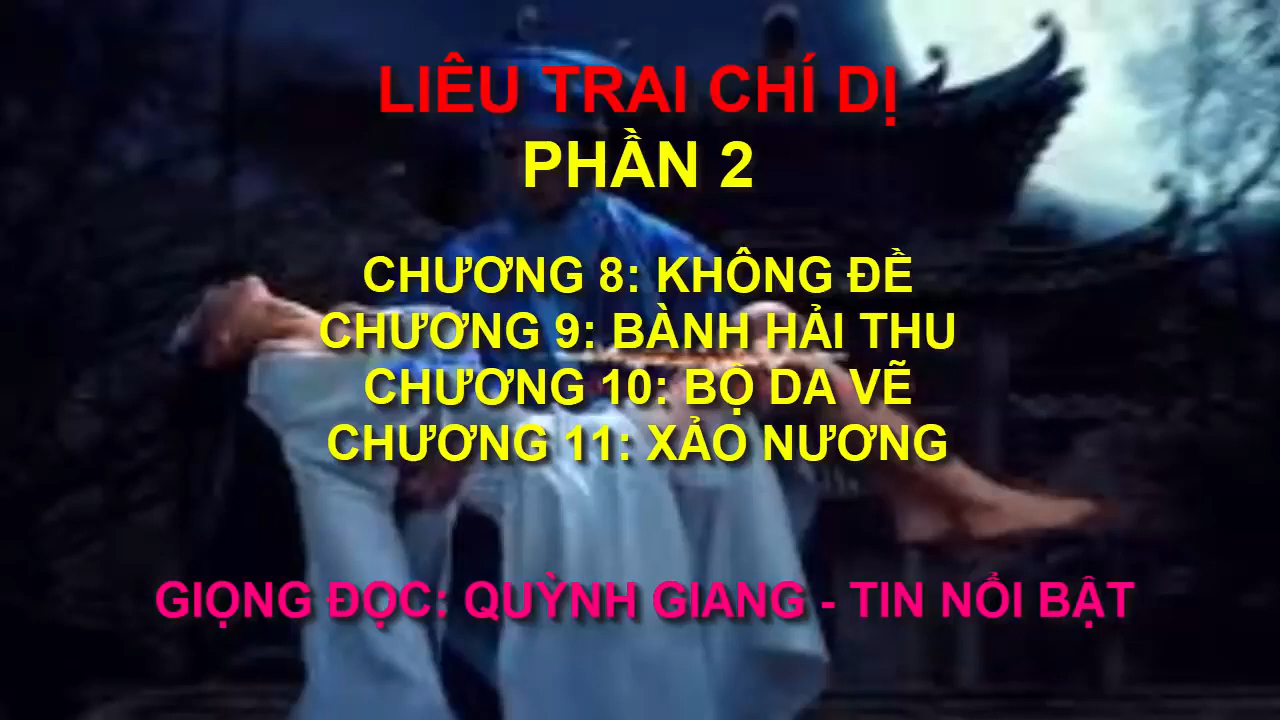 LIÊU TRAI CHÍ DỊ
PHẦN 2
CHƯƠNG 8: KHÔNG ĐỀ
CHƯƠNG 9: BÀNH HẢI THU
CHƯƠNG 10: BỘ DA VẼ
CHƯƠNG 11: XẢO NƯƠNG
GIỌNG ĐỌC: QUỲNH GIANG - TIN NỔI BẬT